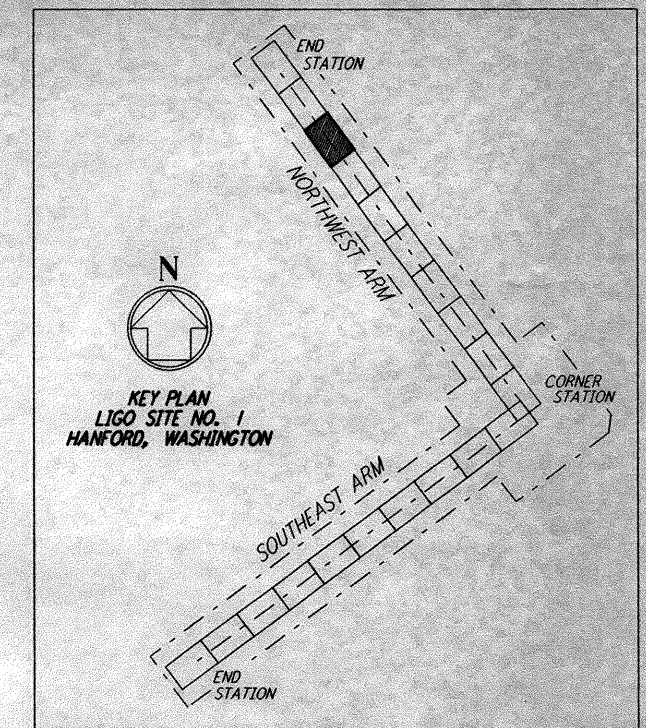 END
STATION
NORTHWEST ARM
N
KEY PLAN
LIGO SITE NO. 1
HANFORD, WASHINGTON
CORNER
STATION
SOUTHEAST ARM
END
STATION